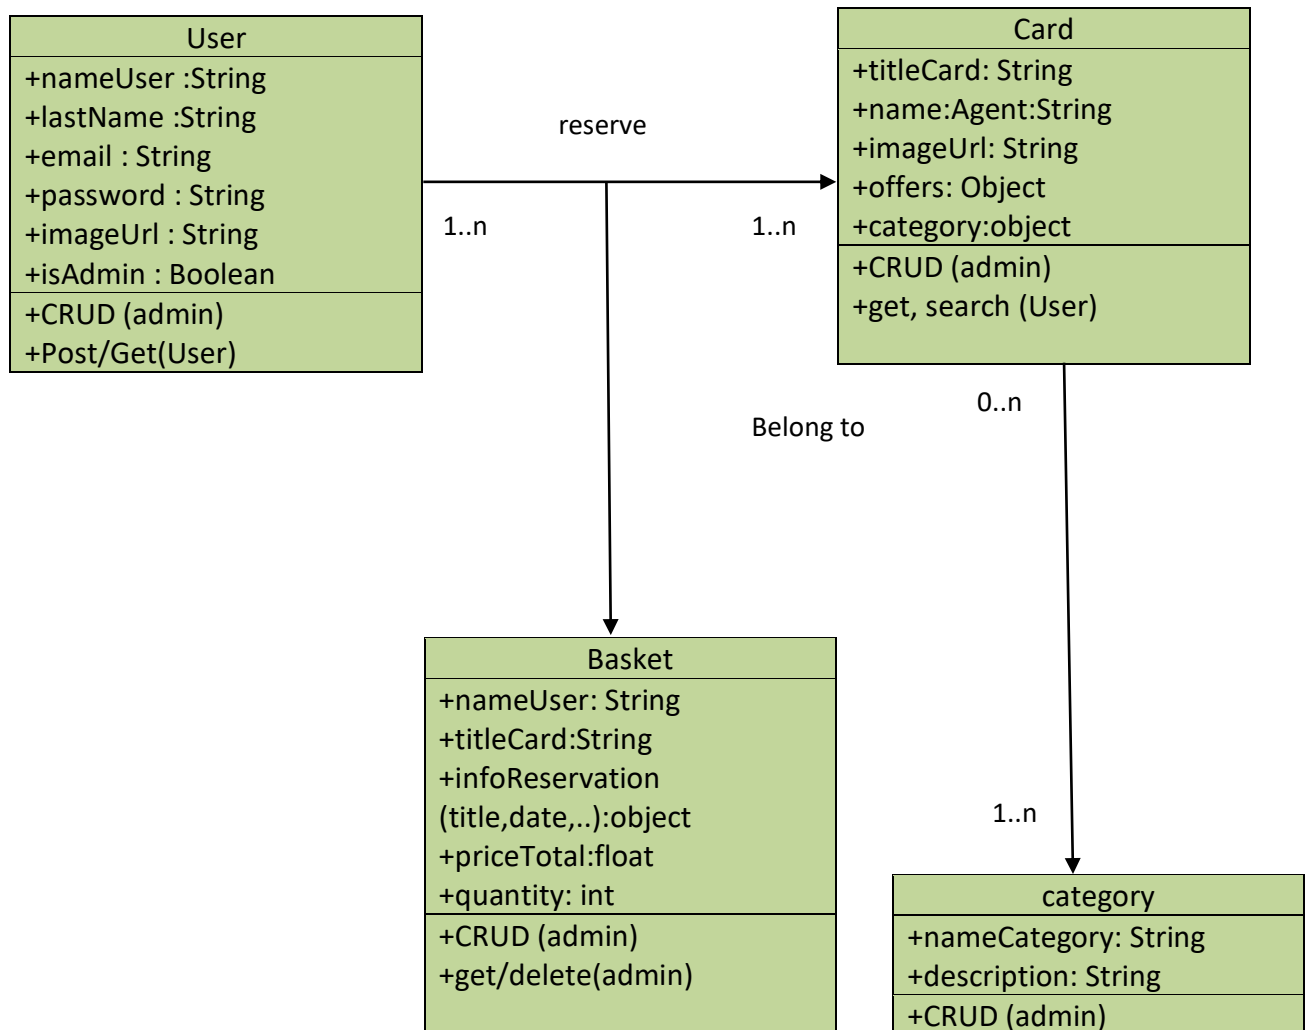 User
+nameUser :String
+lastName :String
+email : String
+password : String
+imageUrl : String
+isAdmin : Boolean
+CRUD (admin)
+Post/Get(User)
reserve
1..n
1..n
Card
+titleCard: String
+name:Agent:String
+imageUrl: String
+offers: Object
+category:object
+CRUD (admin)
+get, search (User)
0..n
Belong to
1..n
Basket
+nameUser: String
+titleCard:String
+infoReservation
(title,date,..):object
+priceTotal:float
+quantity: int
+CRUD (admin)
+get/delete(admin)
category
+nameCategory: String
+description: String
+CRUD (admin)